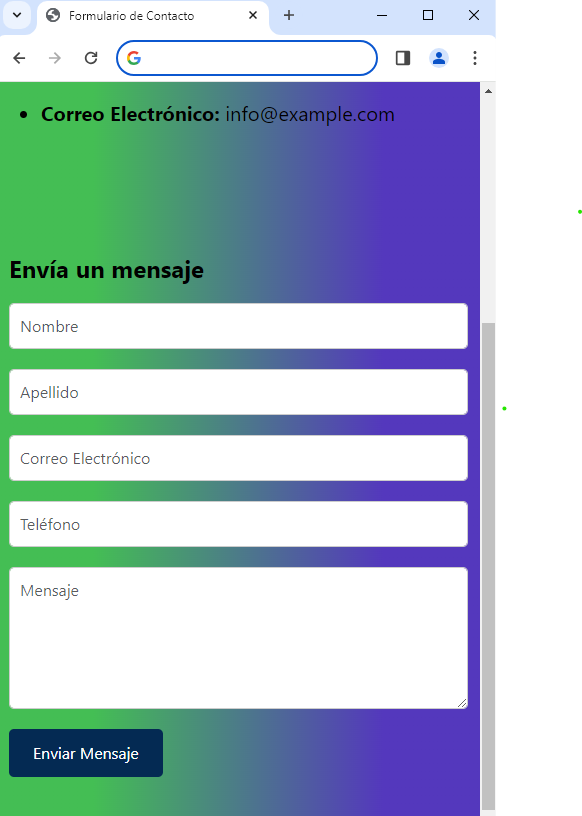 Formulario de Contacto
Correo Electrónico: info@example.com
Envía un mensaje
Nombre
Apellido
Correo Electrónico
Teléfono
Mensaje
Enviar Mensaje